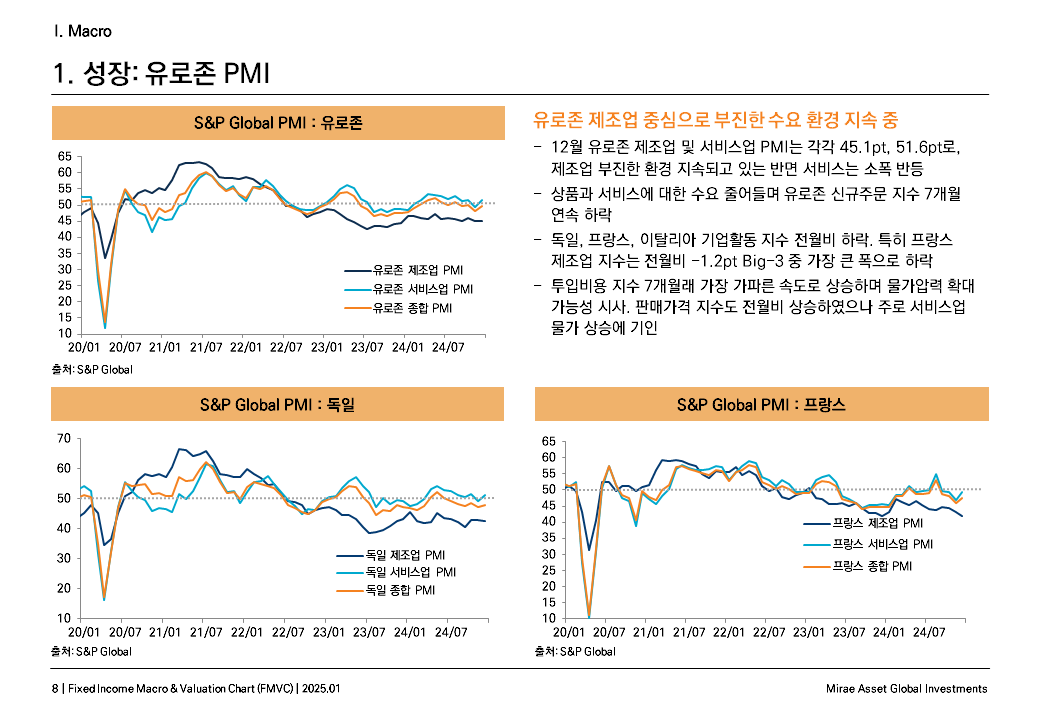 I. Macro
1. 성장: 유로존 PMI
S&P Global PMI : 유로존
65
60
55
50
45
40
35
30
25
20
15
10
20/01 20/07 21/01 21/07 22/01 22/07 23/01 23/07 24/01 24/07
유로존 제조업 PMI
유로존 서비스업 PMI
유로존 종합 PMI
출처: S&P Global
유로존 제조업 중심으로 부진한 수요 환경 지속 중
– 12월 유로존 제조업 및 서비스업 PMI는 각각 45.1pt, 51.6pt로,
제조업 부진한 환경 지속되고 있는 반면 서비스는 소폭 반등
– 상품과 서비스에 대한 수요 줄어들며 유로존 신규주문 지수 7개월
연속 하락
– 독일, 프랑스, 이탈리아 기업활동 지수 전월비 하락. 특히 프랑스
제조업 지수는 전월비 -1.2pt Big-3 중 가장 큰 폭으로 하락
– 투입비용 지수 7개월래 가장 가파른 속도로 상승하며 물가압력 확대
가능성 시사. 판매가격 지수도 전월비 상승하였으나 주로 서비스업
물가 상승에 기인
S&P Global PMI : 독일
70
60
50
40
30
20
10
20/01 20/07 21/01 21/07 22/01 22/07 23/01 23/07 24/01 24/07
독일 제조업 PMI
독일 서비스업 PMI
독일 종합 PMI
출처: S&P Global
S&P Global PMI : 프랑스
65
60
55
50
45
40
35
30
25
20
15
10
20/01 20/07 21/01 21/07 22/01 22/07 23/01 23/07 24/01 24/07
프랑스 제조업 PMI
프랑스 서비스업 PMI
프랑스 종합 PMI
출처: S&P Global
8 | Fixed Income Macro & Valuation Chart (FMVC) | 2025.01
Mirae Asset Global Investments